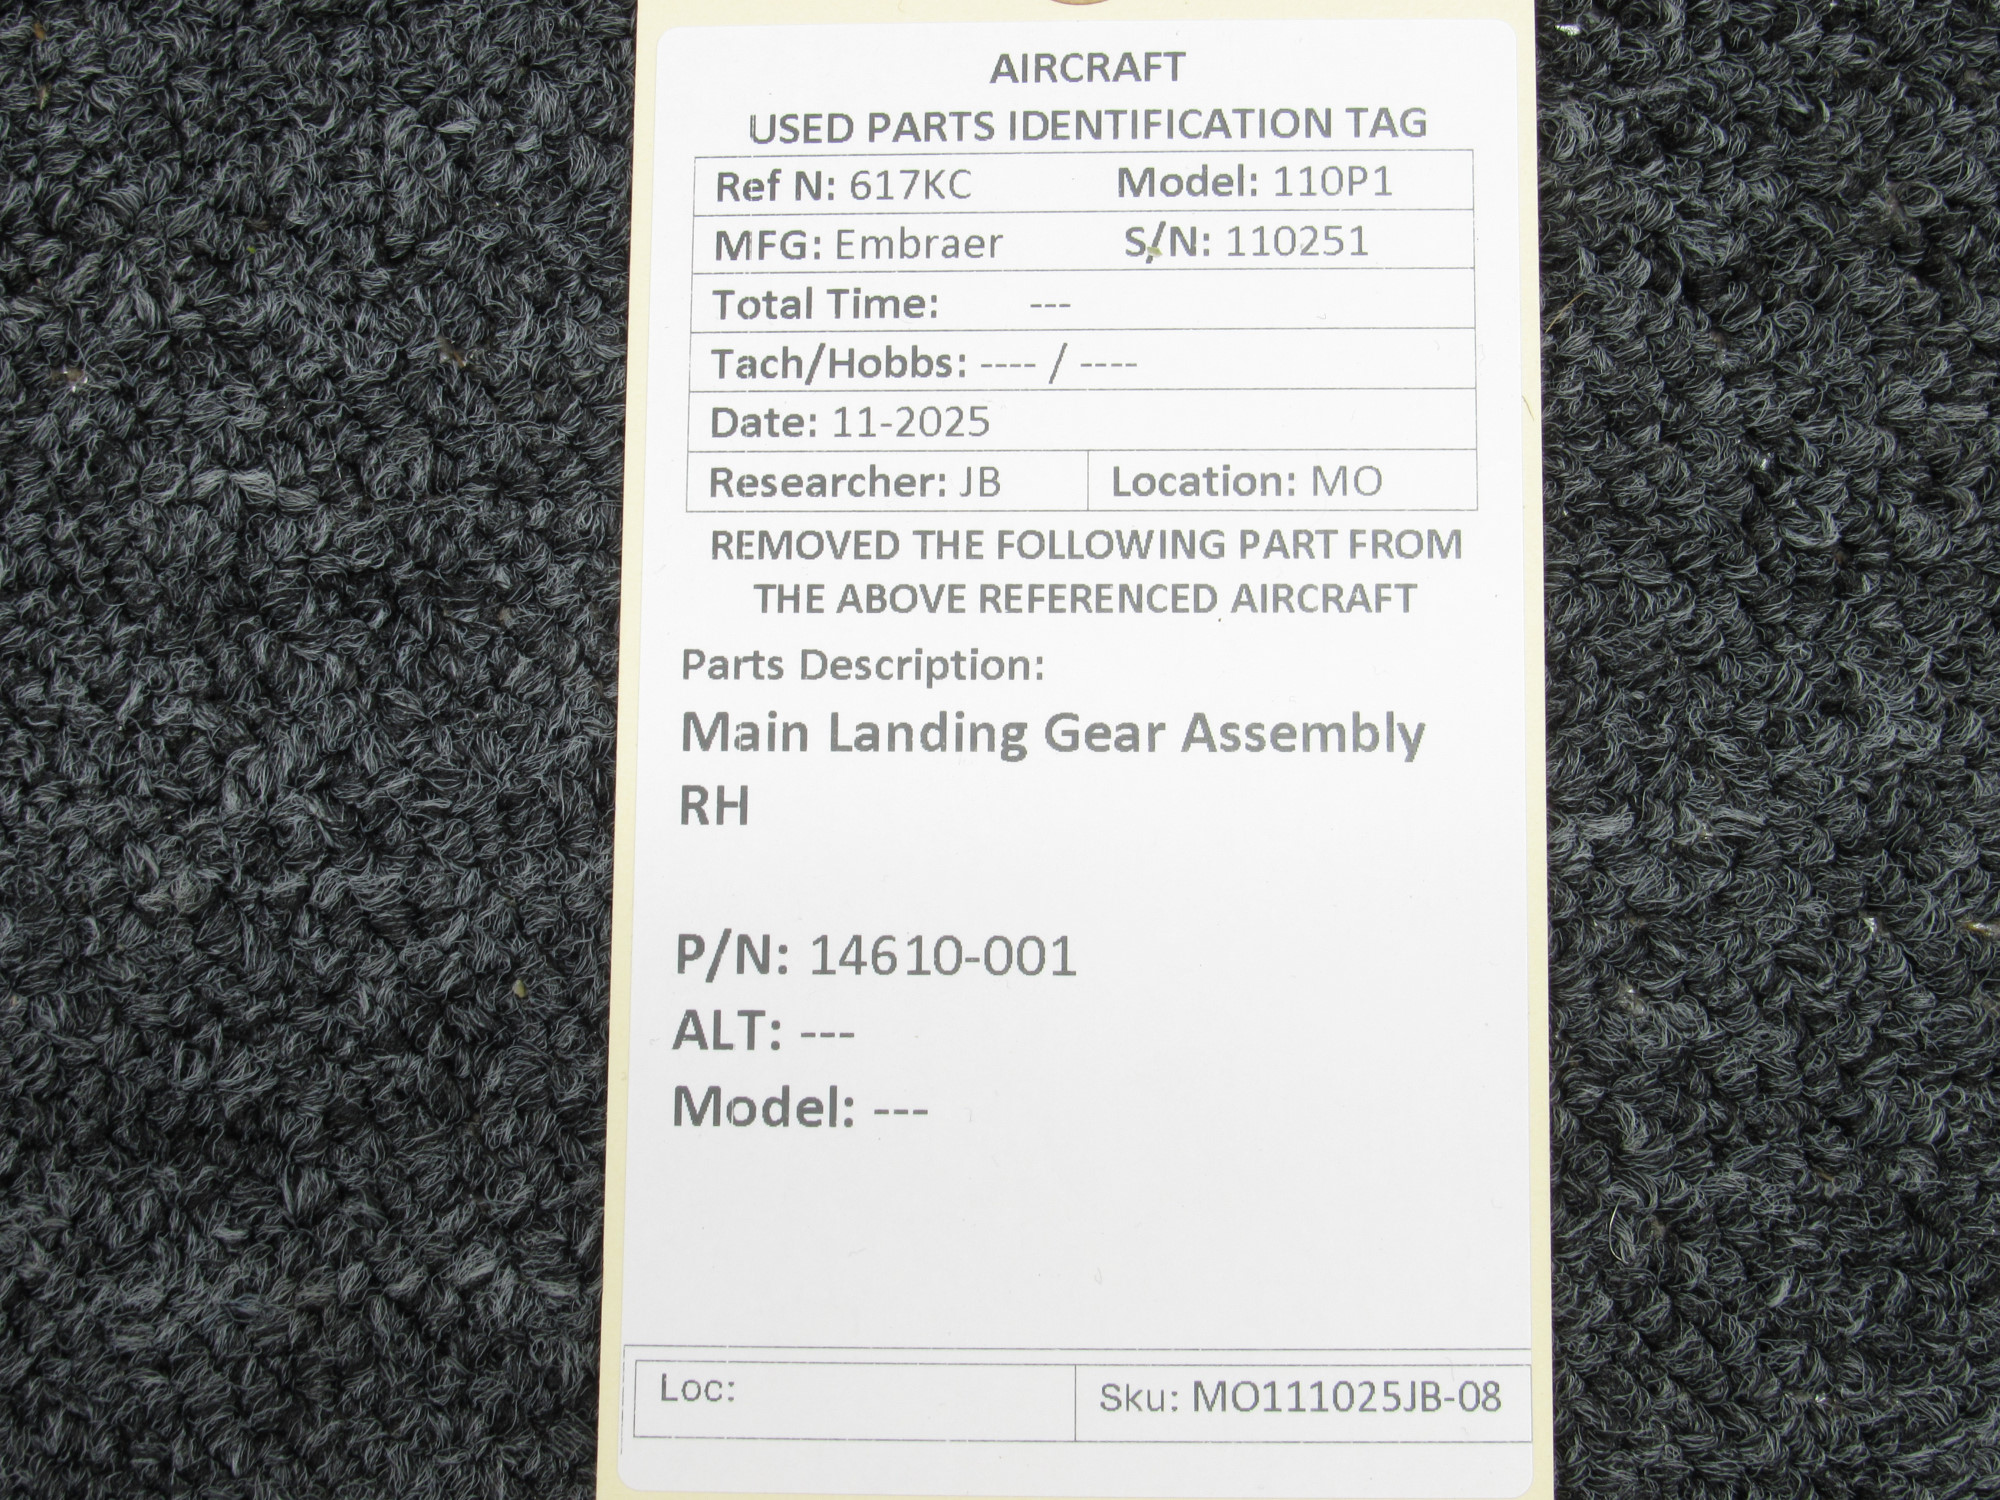 AIRCRAFT
USED PARTS IDENTIFICATION TAG
Ref N: 617KC Model: 110P1
MFG: Embraer S/N: 110251
Total Time: ---
Tach/Hobbs: ---- / ----
Date: 11-2025
Researcher: JB Location: MO
REMOVED THE FOLLOWING PART FROM
THE ABOVE REFERENCED AIRCRAFT
Parts Description:
Main Landing Gear Assembly
RH
P/N: 14610-001
ALT: ---
Model: ---
Loc: Sku: MO111025JB-08